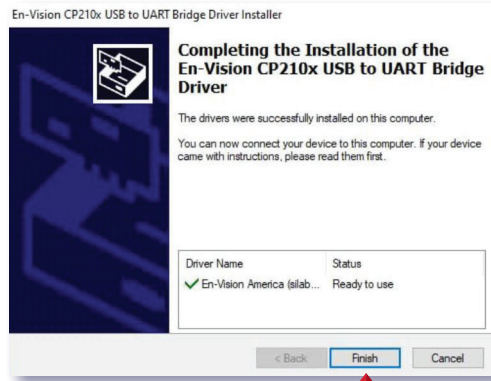 En-Vision CP210x USB to UART Bridge Driver Installer
Completing the Installation of the
En-Vision CP210x USB to UART Bridge
Driver
The drivers were successfully installed on this computer.
You can now connect your device to this computer. If your device
came with instructions, please read them first.
Driver Name Status
En-Vision America (silab... Ready to use
< Back Finish Cancel